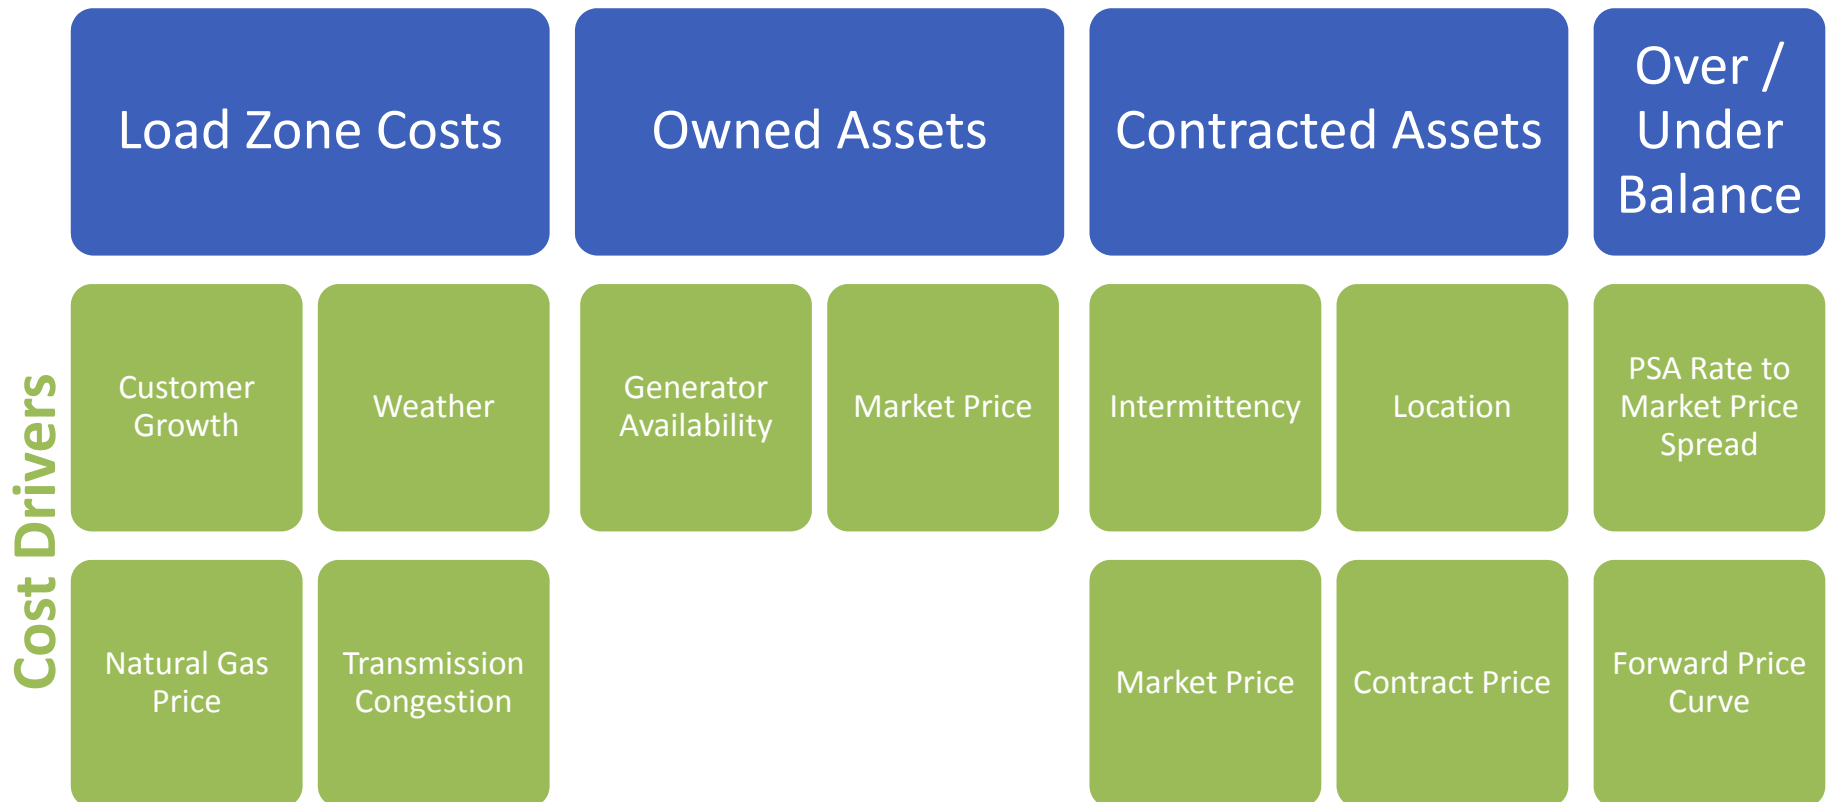 Load Zone Costs
Owned Assets
Contracted Assets
Over /
Under
Balance
Cost Drivers
Customer
Growth
Weather
Generator
Availability
Market Price
Intermittency
Location
PSA Rate to
Market Price
Spread
Natural Gas
Price
Transmission
Congestion
Market Price
Contract Price
Forward Price
Curve